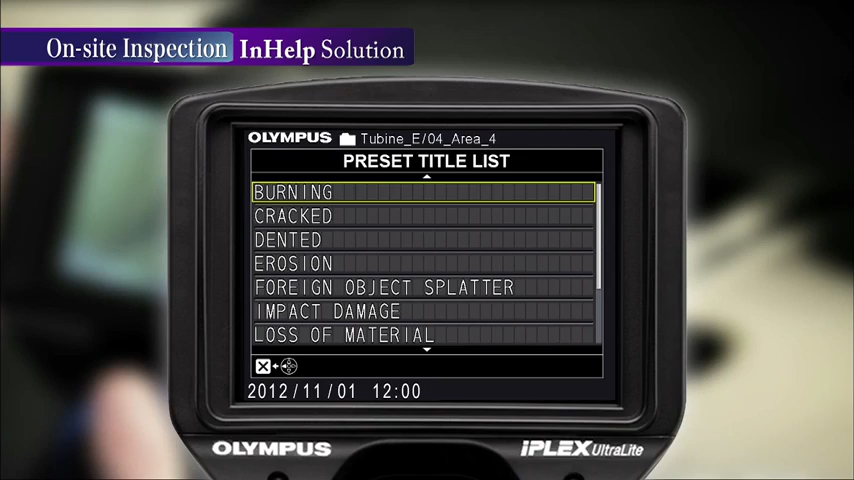 On-site Inspection InHelp Solution
OLYMPUS Tubine_E/04_Area_4
PRESET TITLE LIST
BURNING
CRACKED
DENTED
EROSION
FOREIGN OBJECT SPLATTER
IMPACT DAMAGE
LOSS OF MATERIAL
2012/11/01 12:00
OLYMPUS iPLEX UltraLite